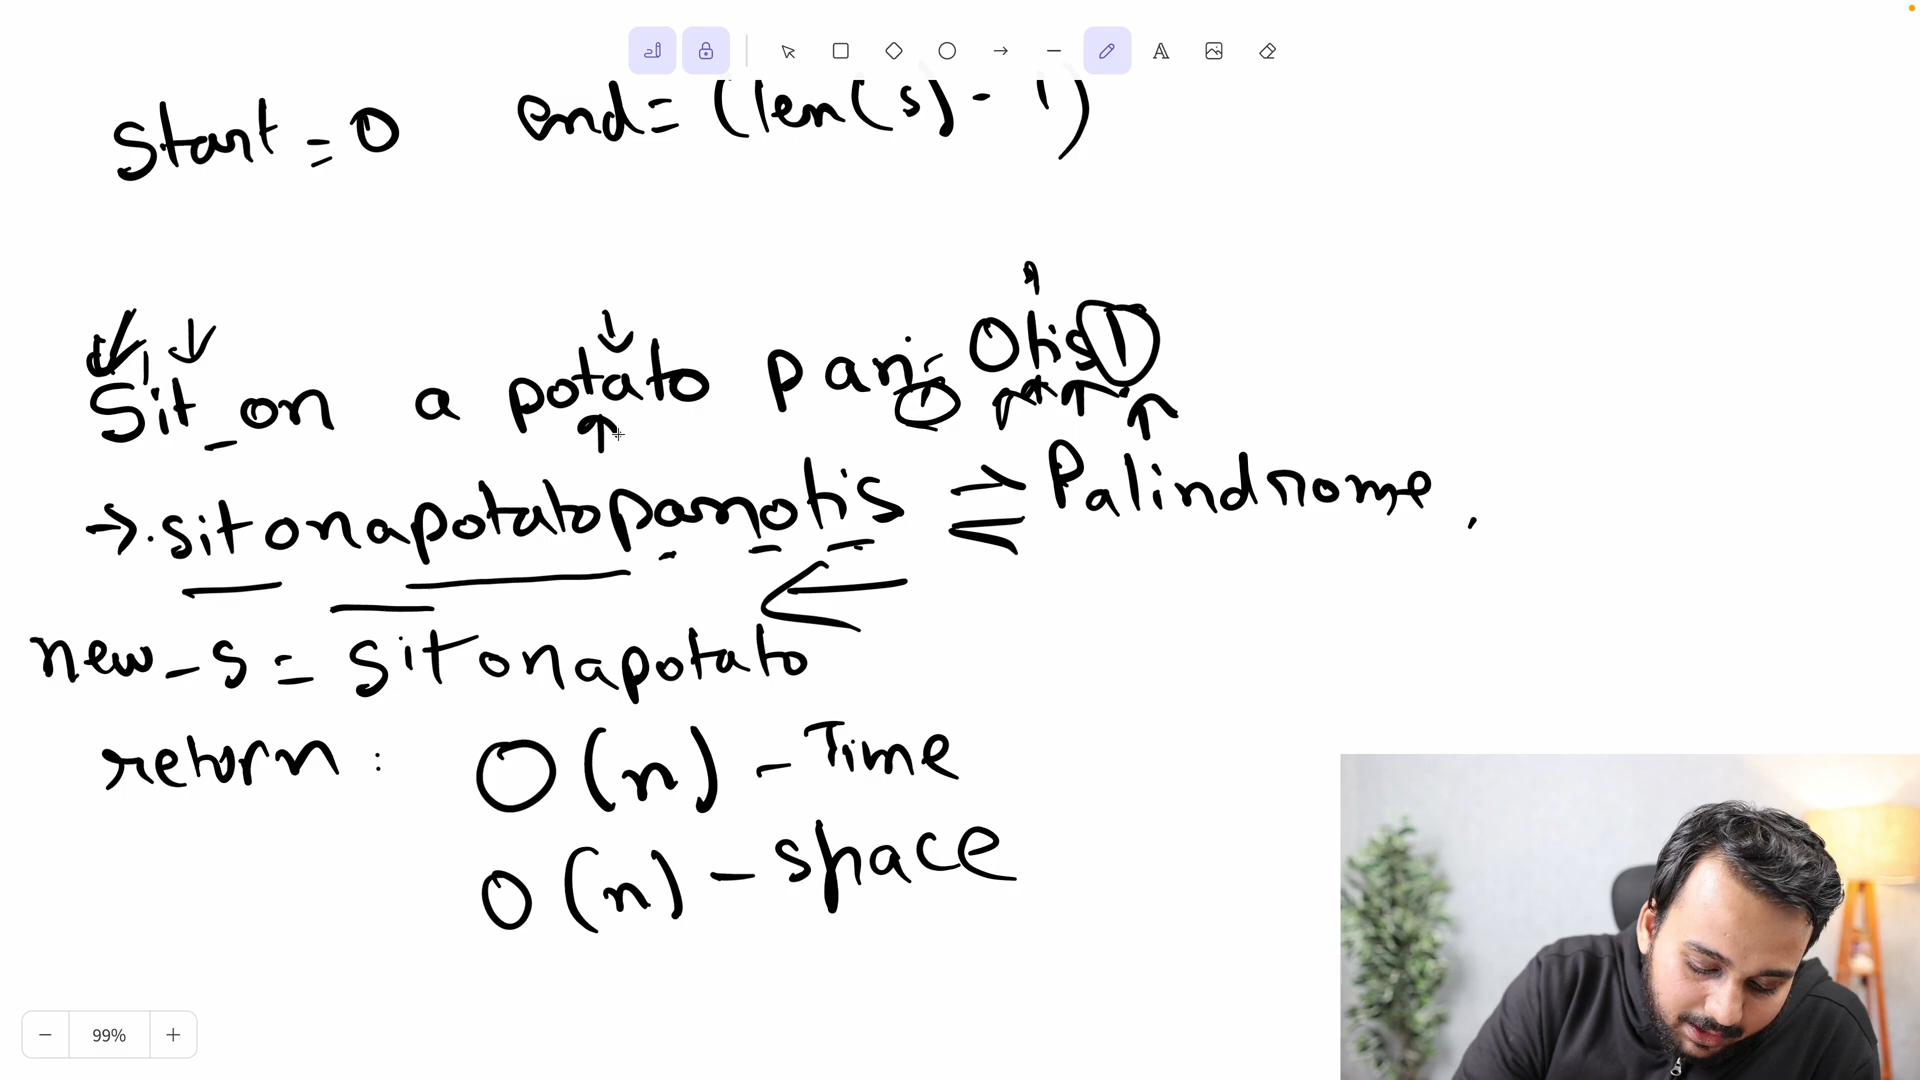 start = 0 end = (len(s) - 1)
Sit_on a potato pan. Otis
→ . sitonapotatopanotis ⇒ Palindrome .
new_s = sitonapotato
return : O(n) - Time
O(n) - space
99%